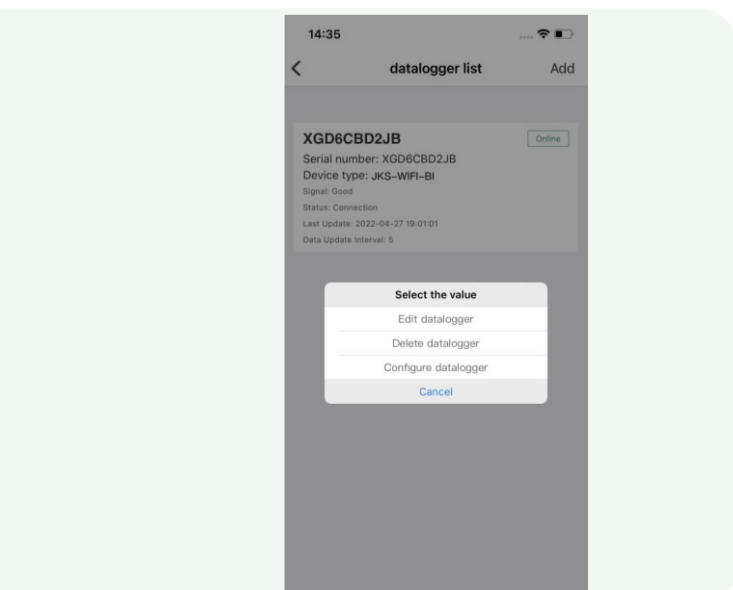 14:35
datalogger list
Add
XGD6CBD2JB
Online
Serial number: XGD6CBD2JB
Device type: JKS-WIFI-BI
Signal: Good
Status: Connection
Last Update: 2022-04-27 19:01:01
Data Update Interval: 5
Select the value
Edit datalogger
Delete datalogger
Configure datalogger
Cancel